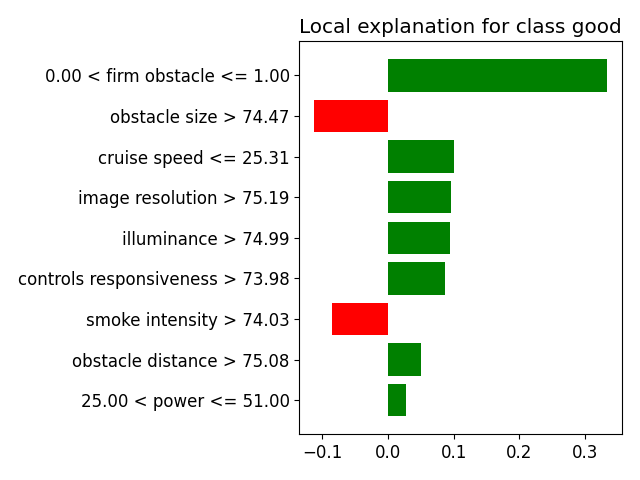 Local explanation for class good
0.00 < firm obstacle <= 1.00
obstacle size > 74.47
cruise speed <= 25.31
image resolution > 75.19
illuminance > 74.99
controls responsiveness > 73.98
smoke intensity > 74.03
obstacle distance > 75.08
25.00 < power <= 51.00
−0.1 0.0 0.1 0.2 0.3